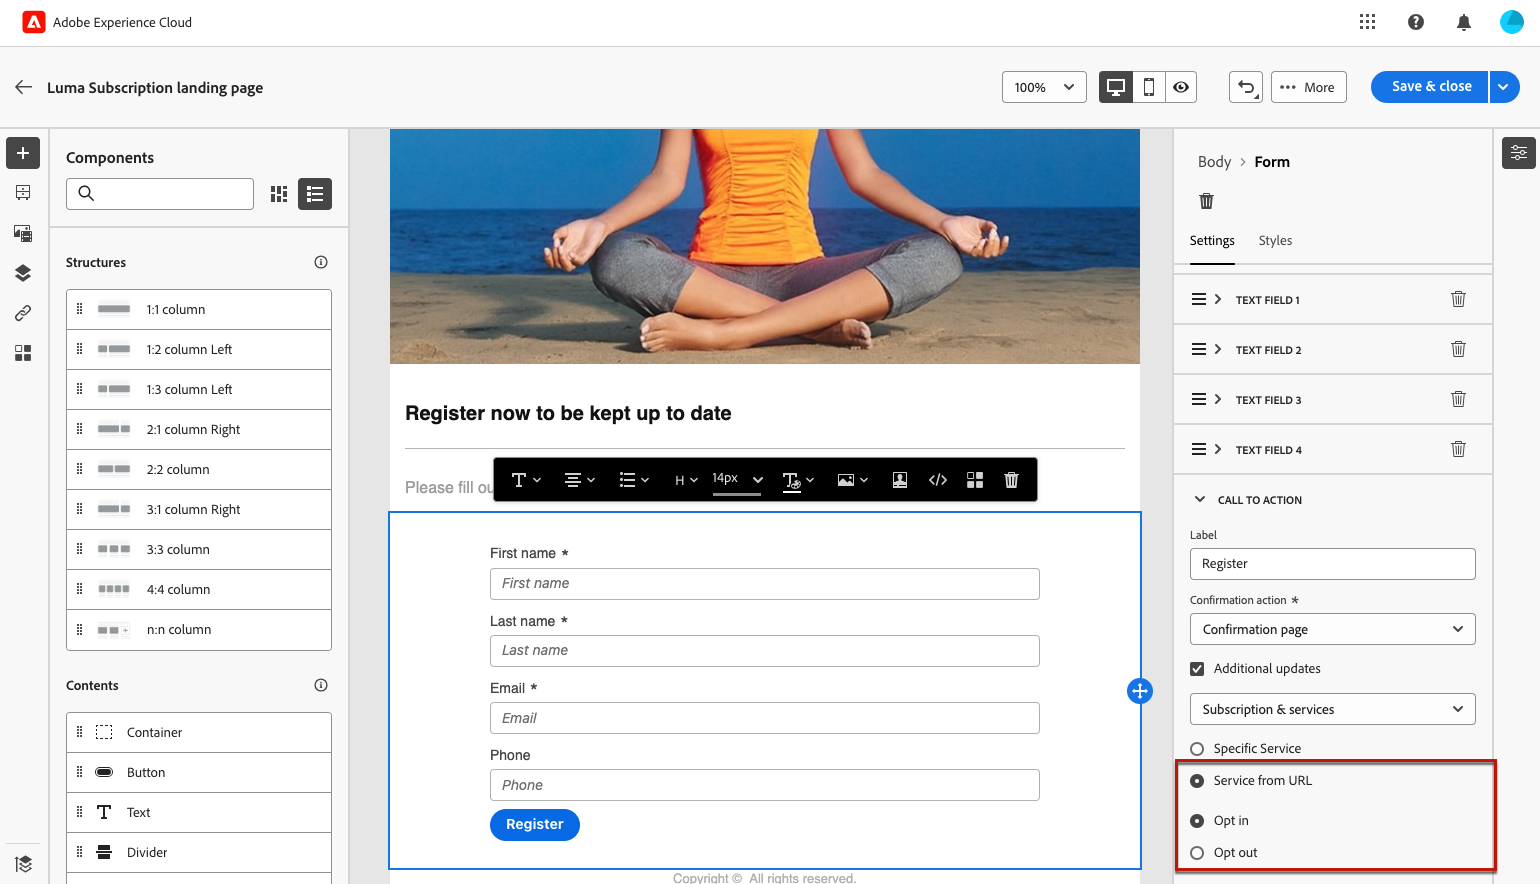 Adobe Experience Cloud
Luma Subscription landing page
100%
More
Save & close
Components
Structures
1:1 column
1:2 column Left
1:3 column Left
2:1 column Right
2:2 column
3:1 column Right
3:3 column
4:4 column
n:n column
Contents
Container
Button
Text
Divider
Register now to be kept up to date
Please fill ou
H
14px
First name *
First name
Last name *
Last name
Email *
Email
Phone
Phone
Register
Copyright © All rights reserved.
Body > Form
Settings
Styles
TEXT FIELD 1
TEXT FIELD 2
TEXT FIELD 3
TEXT FIELD 4
CALL TO ACTION
Label
Register
Confirmation action *
Confirmation page
Additional updates
Subscription & services
Specific Service
Service from URL
Opt in
Opt out